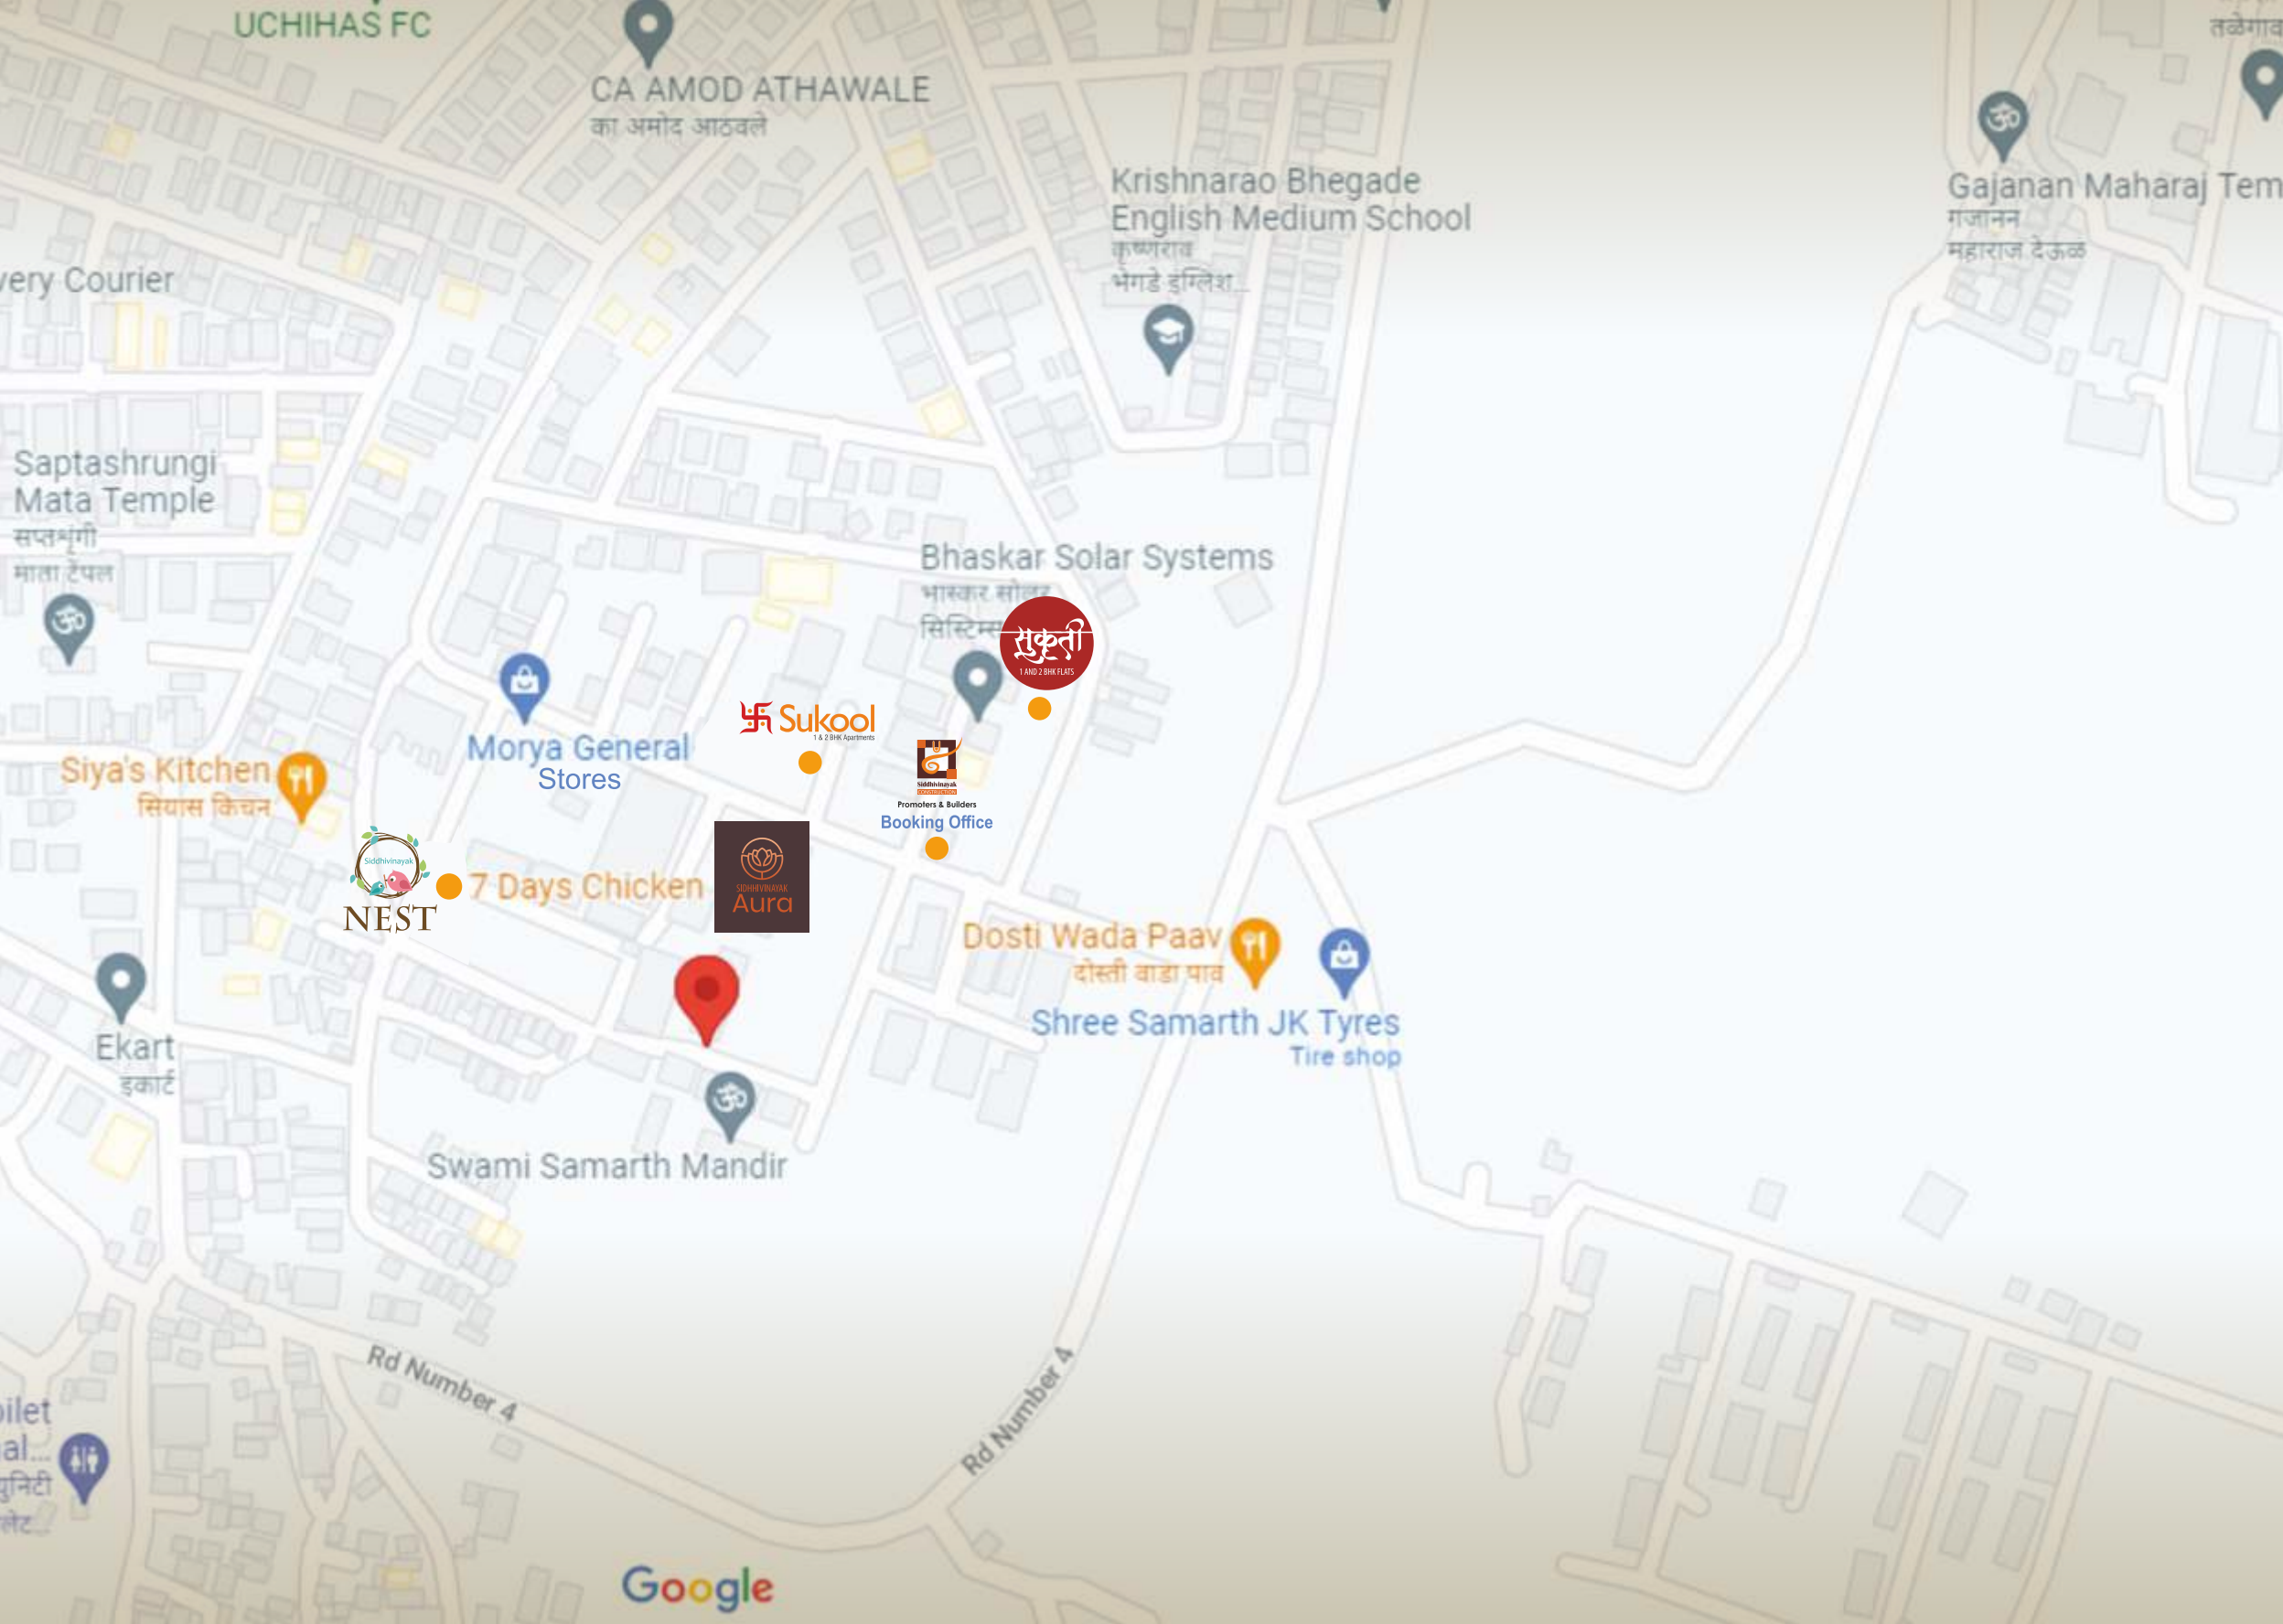 UCHIHAS FC
CA AMOD ATHAWALE
का अमोद आठवले
तळेगाव
Krishnarao Bhegade
English Medium School
कृष्णराव
भेगडे इंग्लिश...
Gajanan Maharaj Tem
गजानन
महाराज देऊळ
very Courier
Saptashrungi
Mata Temple
सप्तशृंगी
माता टेंपल
Bhaskar Solar Systems
भास्कर सोलर
सिस्टिम्स
सुकृती
1 AND 2 BHK FLATS
Sukool
1 & 2 BHK Apartments
Morya General
Stores
Siddhivinayak
CONSTRUCTION
Promoters & Builders
Booking Office
Siya's Kitchen
सियास किचन
Siddhivinayak
NEST
7 Days Chicken
SIDHHIVINAYAK
Aura
Dosti Wada Paav
दोस्ती वाडा पाव
Shree Samarth JK Tyres
Tire shop
Ekart
इकार्ट
Swami Samarth Mandir
Rd Number 4
Rd Number 4
oilet
al...
युनिटी
लेट...
Google